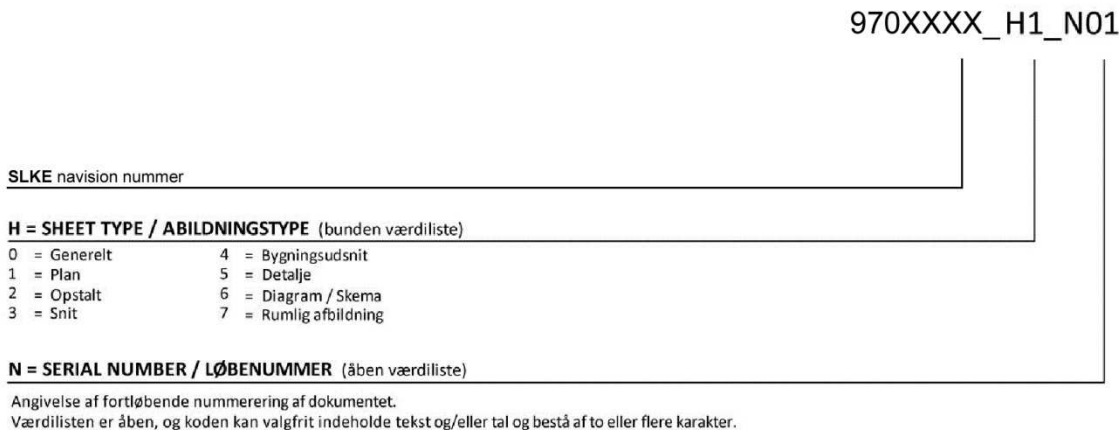 970XXXX_H1_N01
SLKE navision nummer
H = SHEET TYPE / ABILDNINGSTYPE (bunden værdiliste)
0 = Generelt 4 = Bygningsudsnit
1 = Plan 5 = Detalje
2 = Opstalt 6 = Diagram / Skema
3 = Snit 7 = Rumlig afbildning
N = SERIAL NUMBER / LØBENUMMER (åben værdiliste)
Angivelse af fortløbende nummerering af dokumentet.
Værdilisten er åben, og koden kan valgfrit indeholde tekst og/eller tal og bestå af to eller flere karakter.